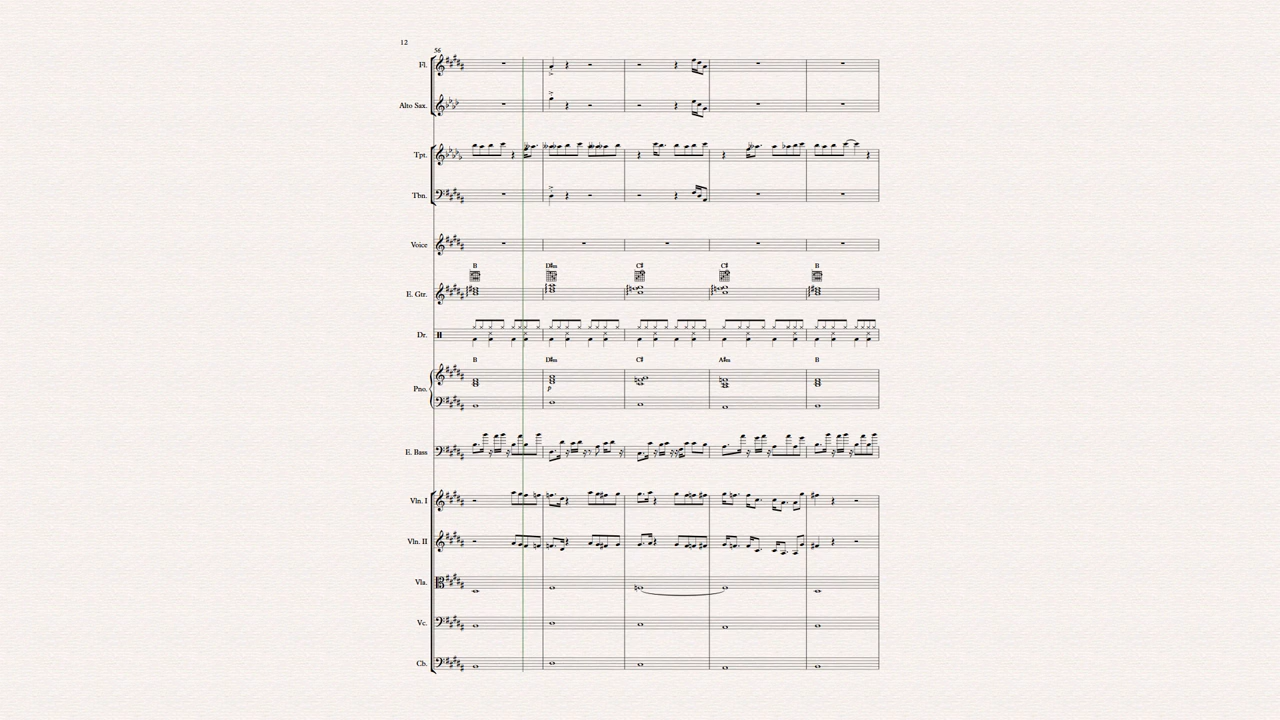 12
56
Fl.
Alto Sax.
Tpt.
Tbn.
Voice
B D♯m C♯ C♯ B
E. Gtr.
Dr.
B D♯m C♯ A♯m B
Pno.
p
E. Bass
Vln. I
Vln. II
Vla.
Vc.
Cb.